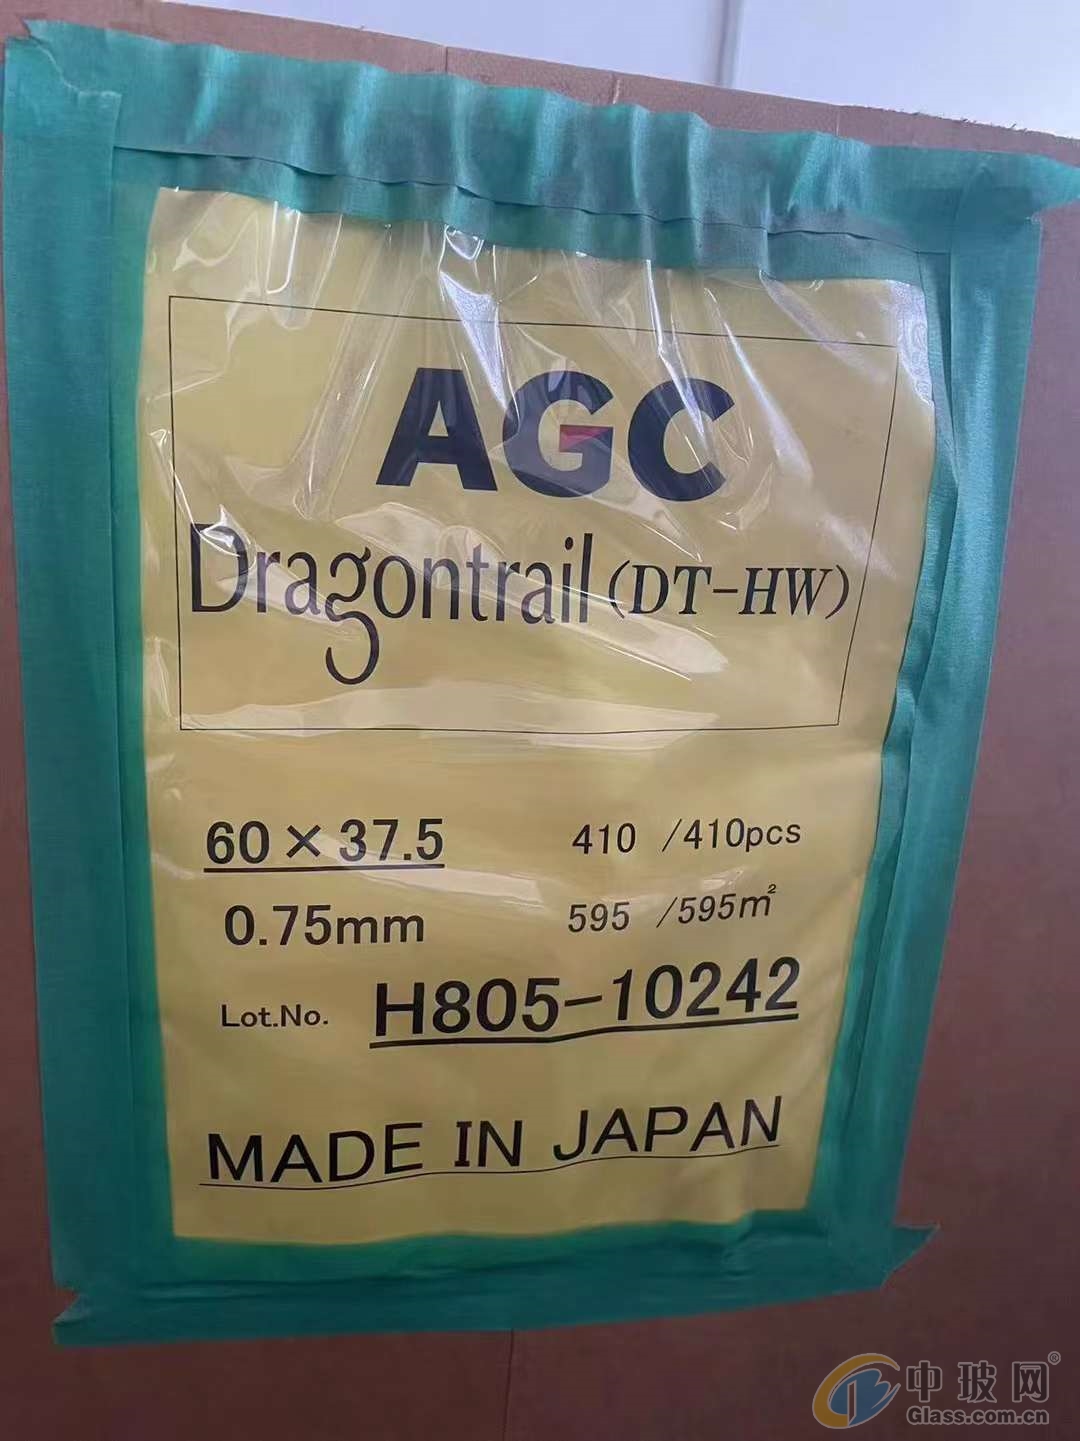 AGC
Dragontrail (DT-HW)
60 × 37.5 410 /410pcs
0.75mm 595 /595㎡
Lot.No. H805-10242
MADE IN JAPAN
中玻网®
Glass.com.cn